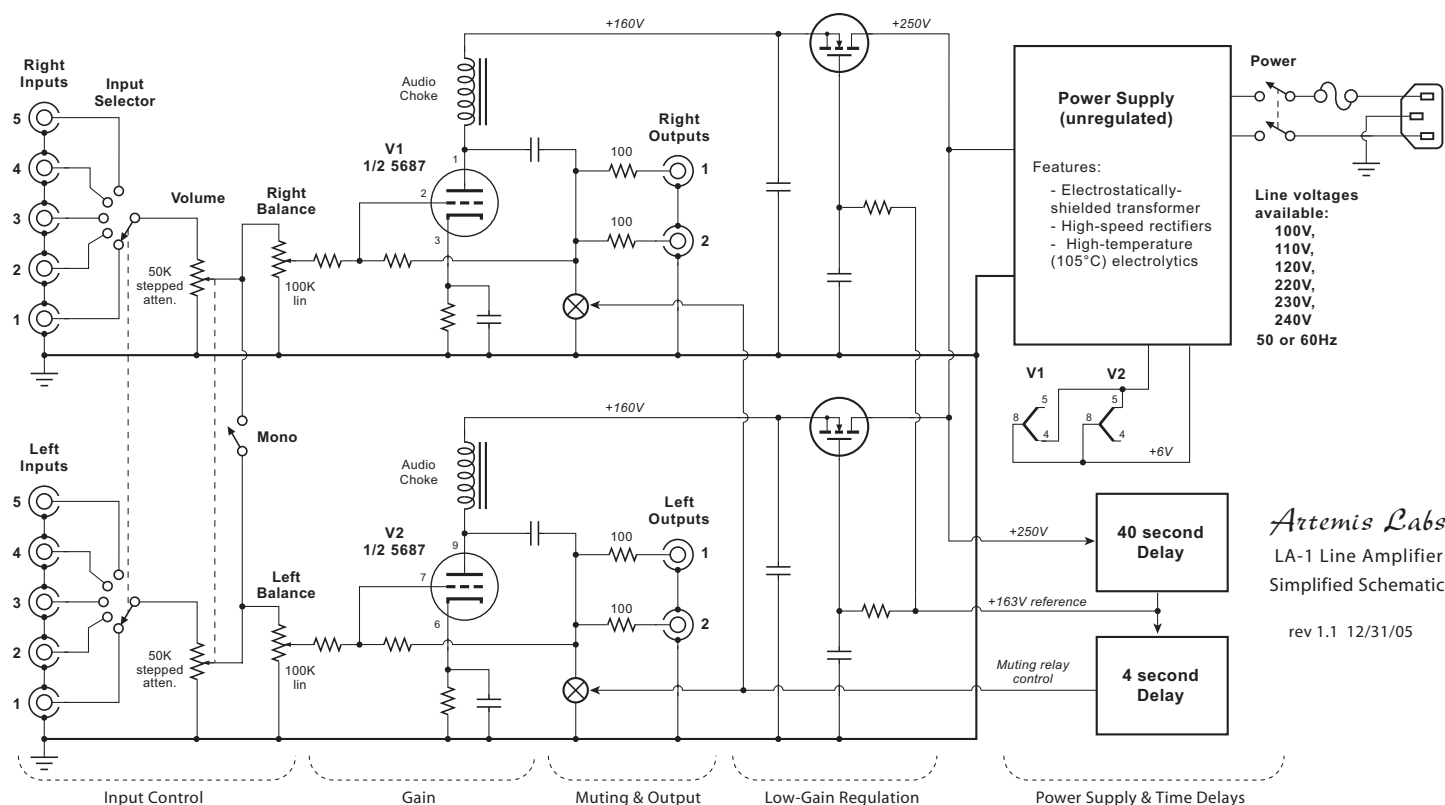 +160V
+250V
Right
Inputs
Input
Selector
5
4
3
2
1
Volume
50K
stepped
atten.
Right
Balance
100K
lin
Audio
Choke
V1
1/2 5687
1
2
3
100
100
Right
Outputs
1
2
Power Supply
(unregulated)
Features:
- Electrostatically-
shielded transformer
- High-speed rectifiers
- High-temperature
(105°C) electrolytics
Power
Line voltages
available:
100V,
110V,
120V,
220V,
230V,
240V
50 or 60Hz
V1
V2
5
8
4
5
8
4
+6V
Mono
+160V
Left
Inputs
5
4
3
2
1
50K
stepped
atten.
Left
Balance
100K
lin
Audio
Choke
V2
1/2 5687
9
7
6
100
100
Left
Outputs
1
2
+250V
40 second
Delay
+163V reference
Muting relay
control
4 second
Delay
Artemis Labs
LA-1 Line Amplifier
Simplified Schematic
rev 1.1 12/31/05
Input Control
Gain
Muting & Output
Low-Gain Regulation
Power Supply & Time Delays